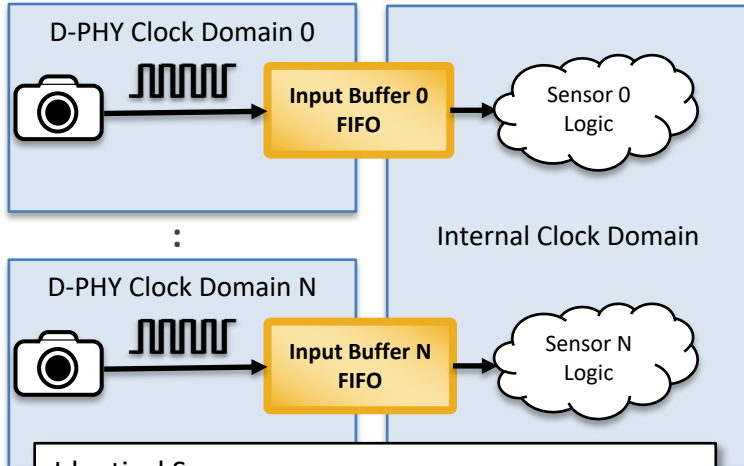 D-PHY Clock Domain 0
Input Buffer 0
FIFO
Sensor 0
Logic
:
Internal Clock Domain
D-PHY Clock Domain N
Input Buffer N
FIFO
Sensor N
Logic